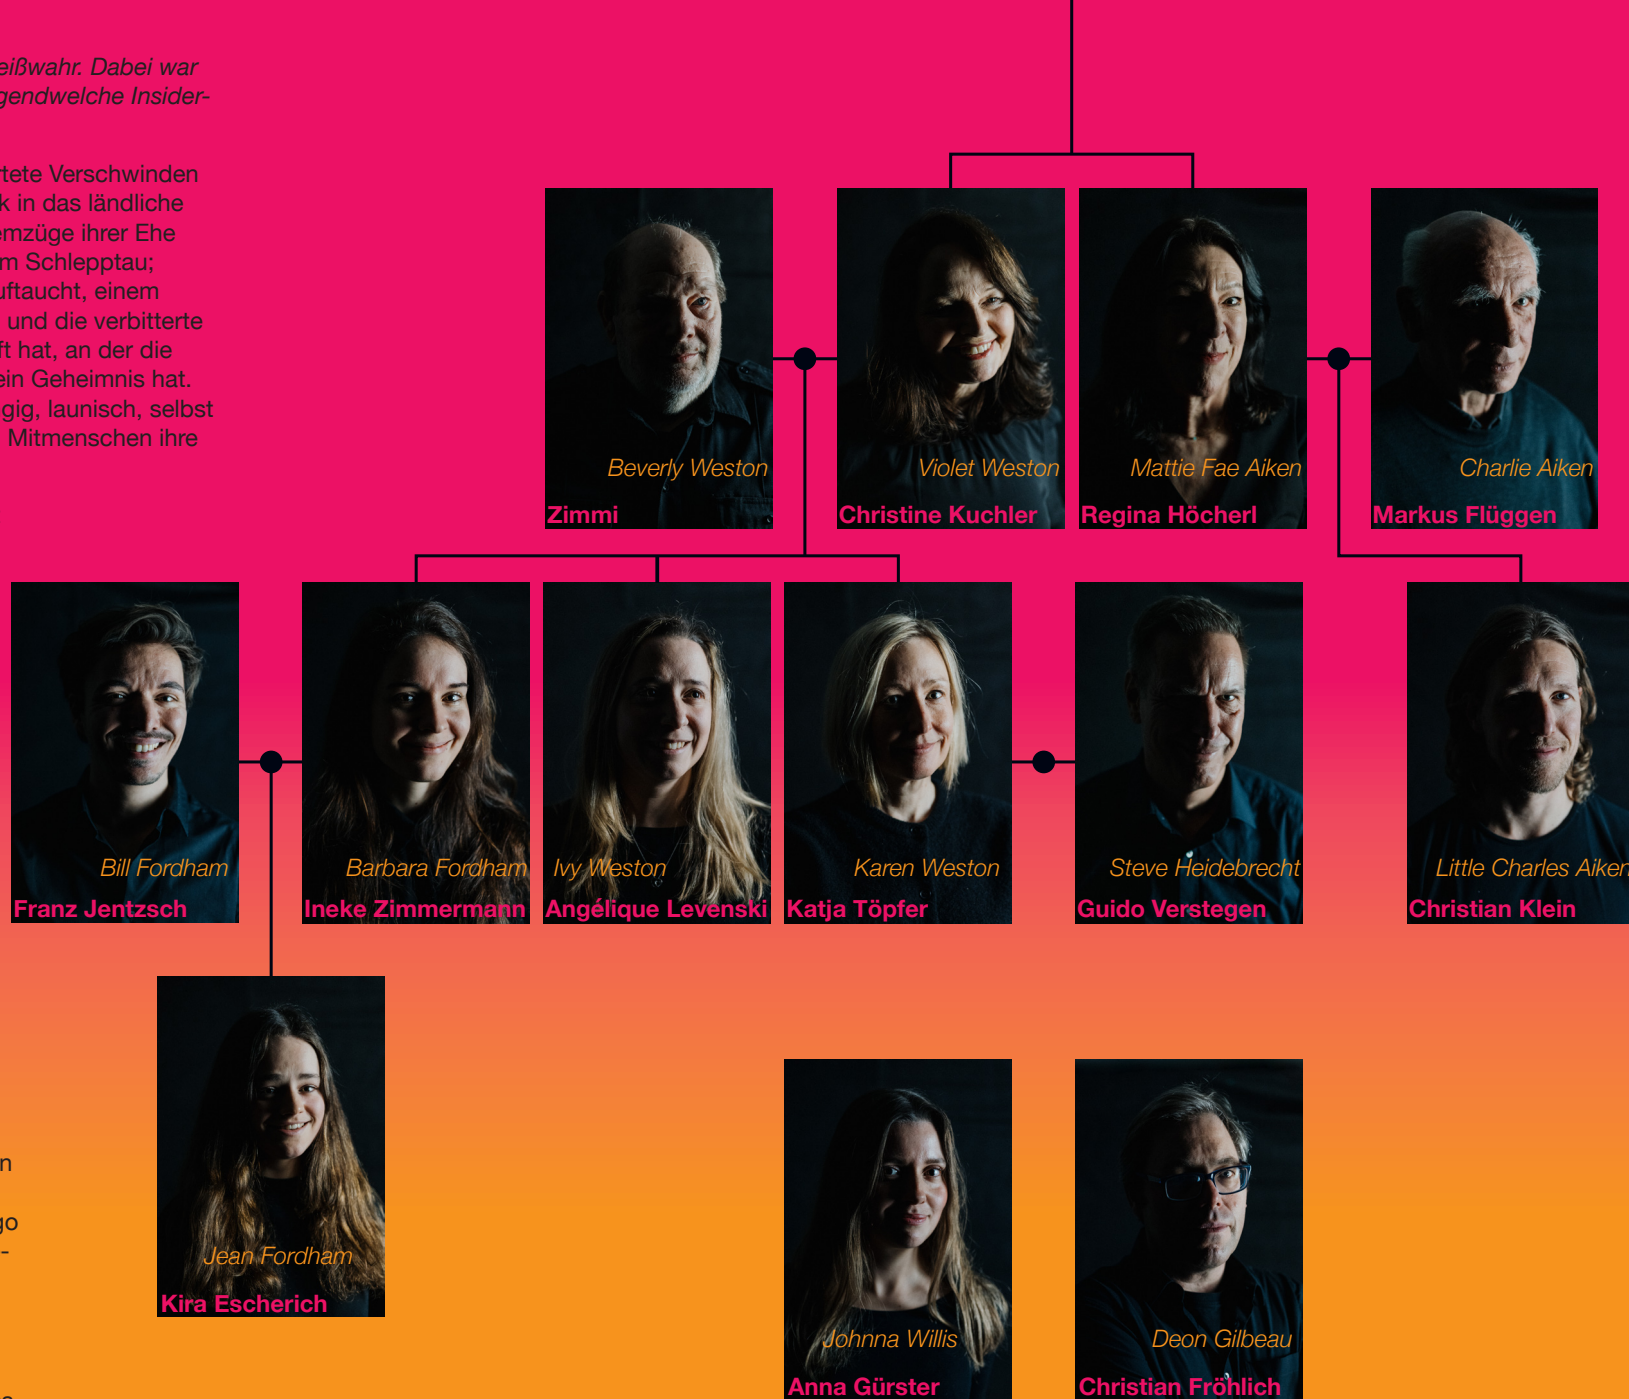 eißwahr. Dabei war
gendwelche Insider-
rtete Verschwinden
k in das ländliche
emzüge ihrer Ehe
m Schlepptau;
uftaucht, einem
und die verbitterte
ft hat, an der die
ein Geheimnis hat.
gig, launisch, selbst
Mitmenschen ihre
Beverly Weston
Zimmi
Violet Weston
Christine Kuchler
Mattie Fae Aiken
Regina Höcherl
Charlie Aiken
Markus Flüggen
Bill Fordham
Franz Jentzsch
Barbara Fordham
Ineke Zimmermann
Ivy Weston
Angélique Levenski
Karen Weston
Katja Töpfer
Steve Heidebrecht
Guido Verstegen
Little Charles Aiken
Christian Klein
n
go
-
Jean Fordham
Kira Escherich
Johnna Willis
Anna Gürster
Deon Gilbeau
Christian Fröhlich